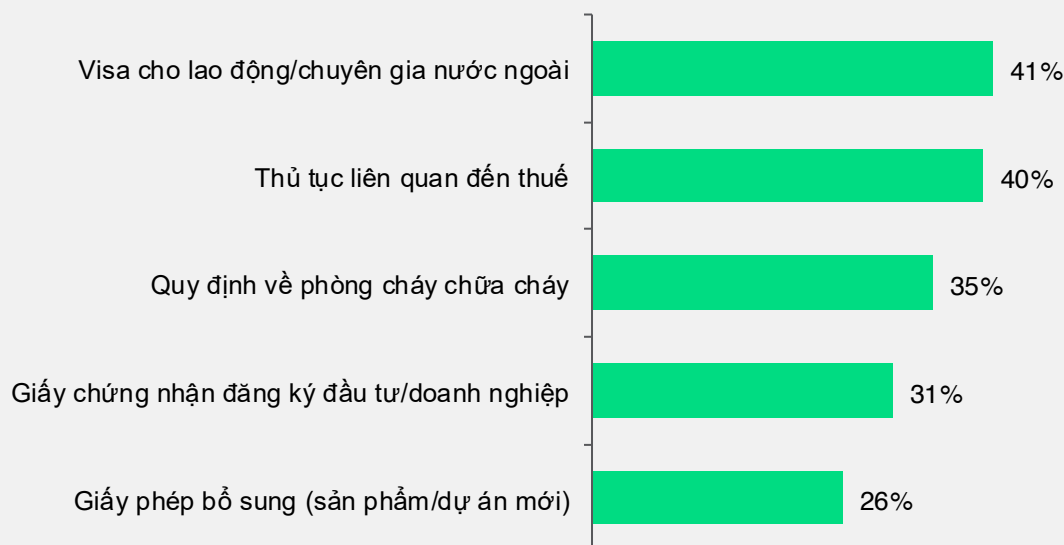 Visa cho lao động/chuyên gia nước ngoài 41%
Thủ tục liên quan đến thuế 40%
Quy định về phòng cháy chữa cháy 35%
Giấy chứng nhận đăng ký đầu tư/doanh nghiệp 31%
Giấy phép bổ sung (sản phẩm/dự án mới) 26%